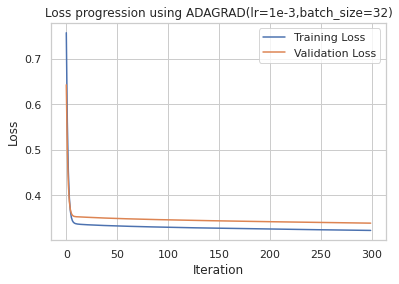 Loss progression using ADAGRAD(lr=1e-3,batch_size=32)
Training Loss
Validation Loss
Loss
0.7
0.6
0.5
0.4
0 50 100 150 200 250 300
Iteration